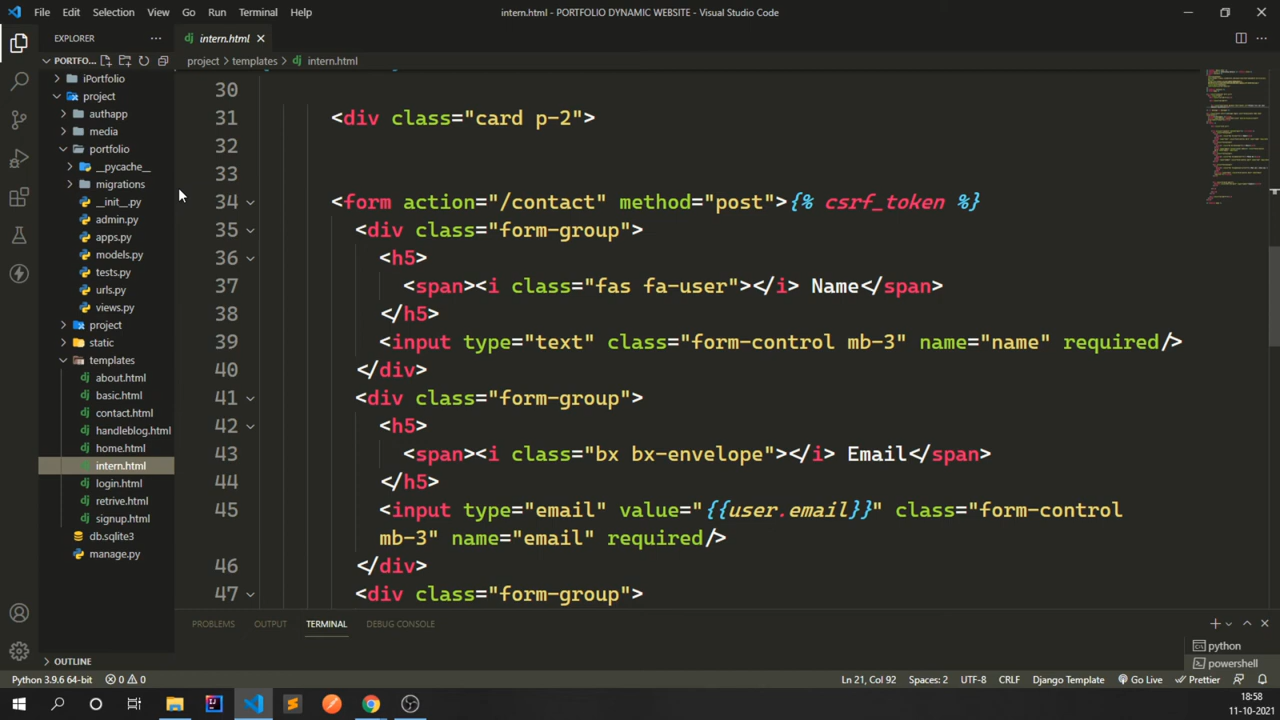 File Edit Selection View Go Run Terminal Help
intern.html - PORTFOLIO DYNAMIC WEBSITE - Visual Studio Code
EXPLORER
intern.html
PORTFO...
project > templates > intern.html
iPortfolio
project
authapp
media
portfolio
__pycache__
migrations
__init__.py
admin.py
apps.py
models.py
tests.py
urls.py
views.py
project
static
templates
about.html
basic.html
contact.html
handleblog.html
home.html
intern.html
login.html
retrive.html
signup.html
db.sqlite3
manage.py
OUTLINE
30
31 <div class="card p-2">
32
33
34 <form action="/contact" method="post">{% csrf_token %}
35 <div class="form-group">
36 <h5>
37 <span><i class="fas fa-user"></i> Name</span>
38 </h5>
39 <input type="text" class="form-control mb-3" name="name" required/>
40 </div>
41 <div class="form-group">
42 <h5>
43 <span><i class="bx bx-envelope"></i> Email</span>
44 </h5>
45 <input type="email" value="{{user.email}}" class="form-control
mb-3" name="email" required/>
46 </div>
47 <div class="form-group">
PROBLEMS OUTPUT TERMINAL DEBUG CONSOLE
python
powershell
Python 3.9.6 64-bit 0 0 Ln 21, Col 92 Spaces: 2 UTF-8 CRLF Django Template Go Live Prettier
18:58
11-10-2021